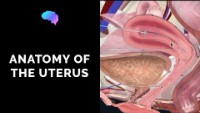 ANATOMY OF
THE UTERUS